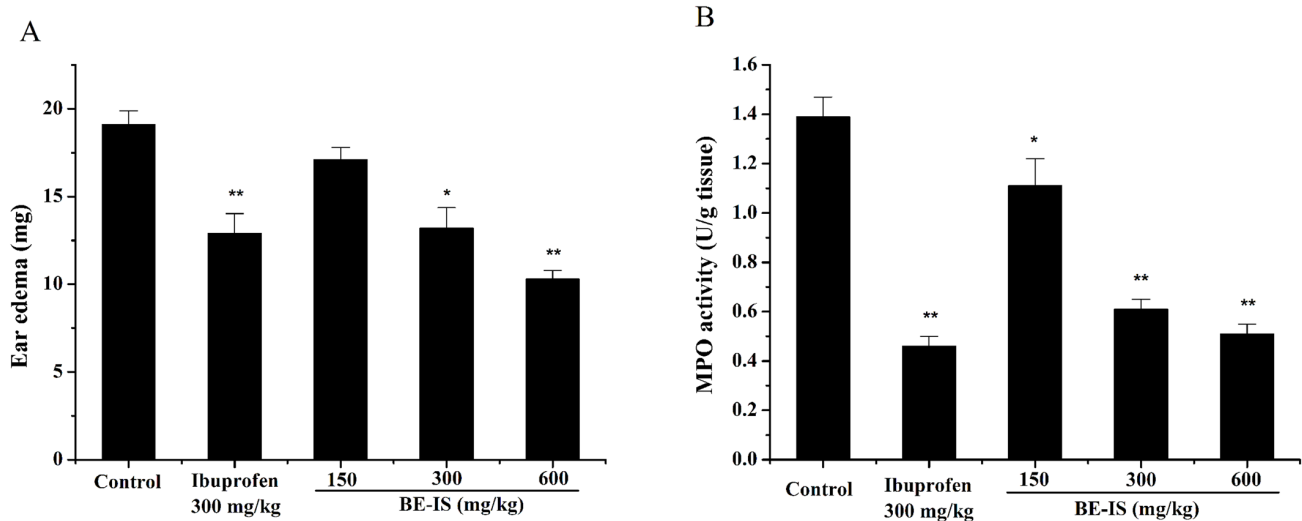 A
Ear edema (mg)
20
15
10
5
0
**
*
**
Control
Ibuprofen
300 mg/kg
150
300
600
BE-IS (mg/kg)
B
MPO activity (U/g tissue)
1.6
1.4
1.2
1.0
0.8
0.6
0.4
0.2
0.0
**
*
**
**
Control
Ibuprofen
300 mg/kg
150
300
600
BE-IS (mg/kg)